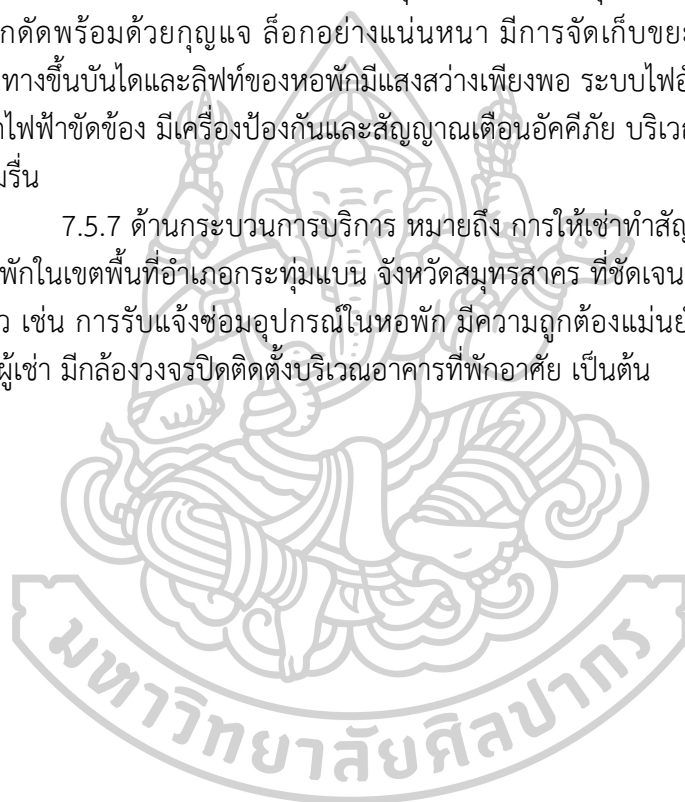 กดัดพร้อมด้วยกุญแจ ล็อกอย่างแน่นหนา มีการจัดเก็บขยะ
ทางขึ้นบันไดและลิฟท์ของหอพักมีแสงสว่างเพียงพอ ระบบไฟ
ไฟฟ้าขัดข้อง มีเครื่องป้องกันและสัญญาณเตือนอัคคีภัย บริเวณ
มรื่น
7.5.7 ด้านกระบวนการบริการ หมายถึง การให้เช่าทำสัญ
พักในเขตพื้นที่อำเภอกระทุ่มแบน จังหวัดสมุทรสาคร ที่ชัดเจน
ว เช่น การรับแจ้งซ่อมอุปกรณ์ในหอพัก มีความถูกต้องแม่นย
ผู้เช่า มีกล้องวงจรปิดติดตั้งบริเวณอาคารที่พักอาศัย เป็นต้น
มหาวิทยาลัยศิลปากร